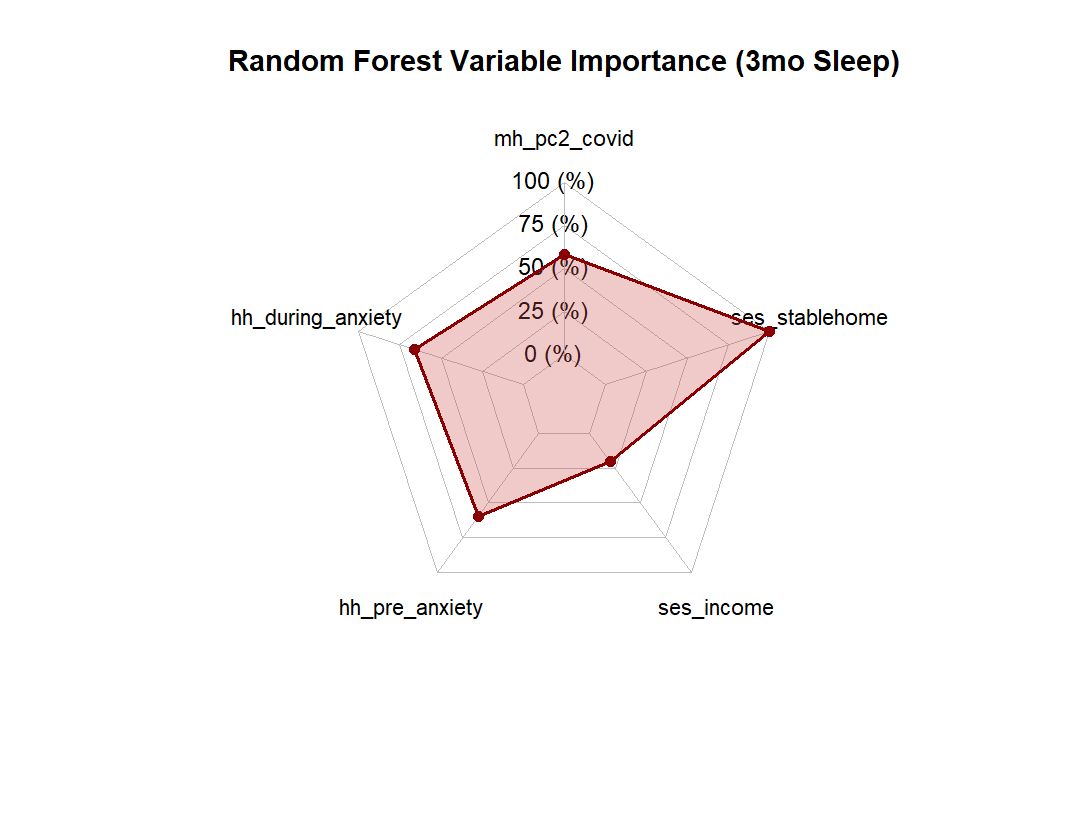 Random Forest Variable Importance (3mo Sleep)
mh_pc2_covid
100 (%)
75 (%)
50 (%)
25 (%)
0 (%)
hh_during_anxiety
ses_stablehome
hh_pre_anxiety
ses_income